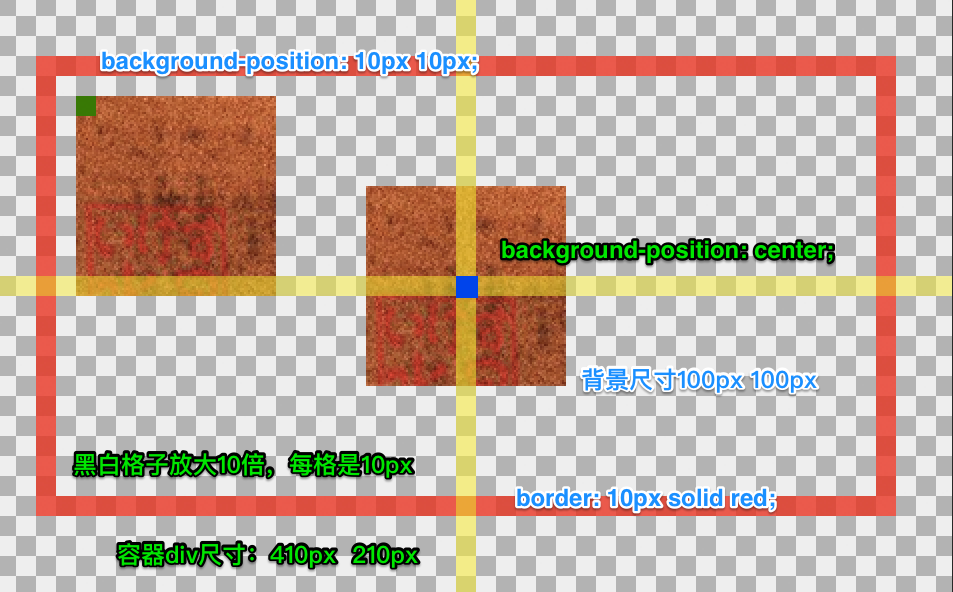 background-position: 10px 10px;
background-position: center;
背景尺寸100px 100px
黑白格子放大10倍，每格是10px
border: 10px solid red;
容器div尺寸：410px 210px